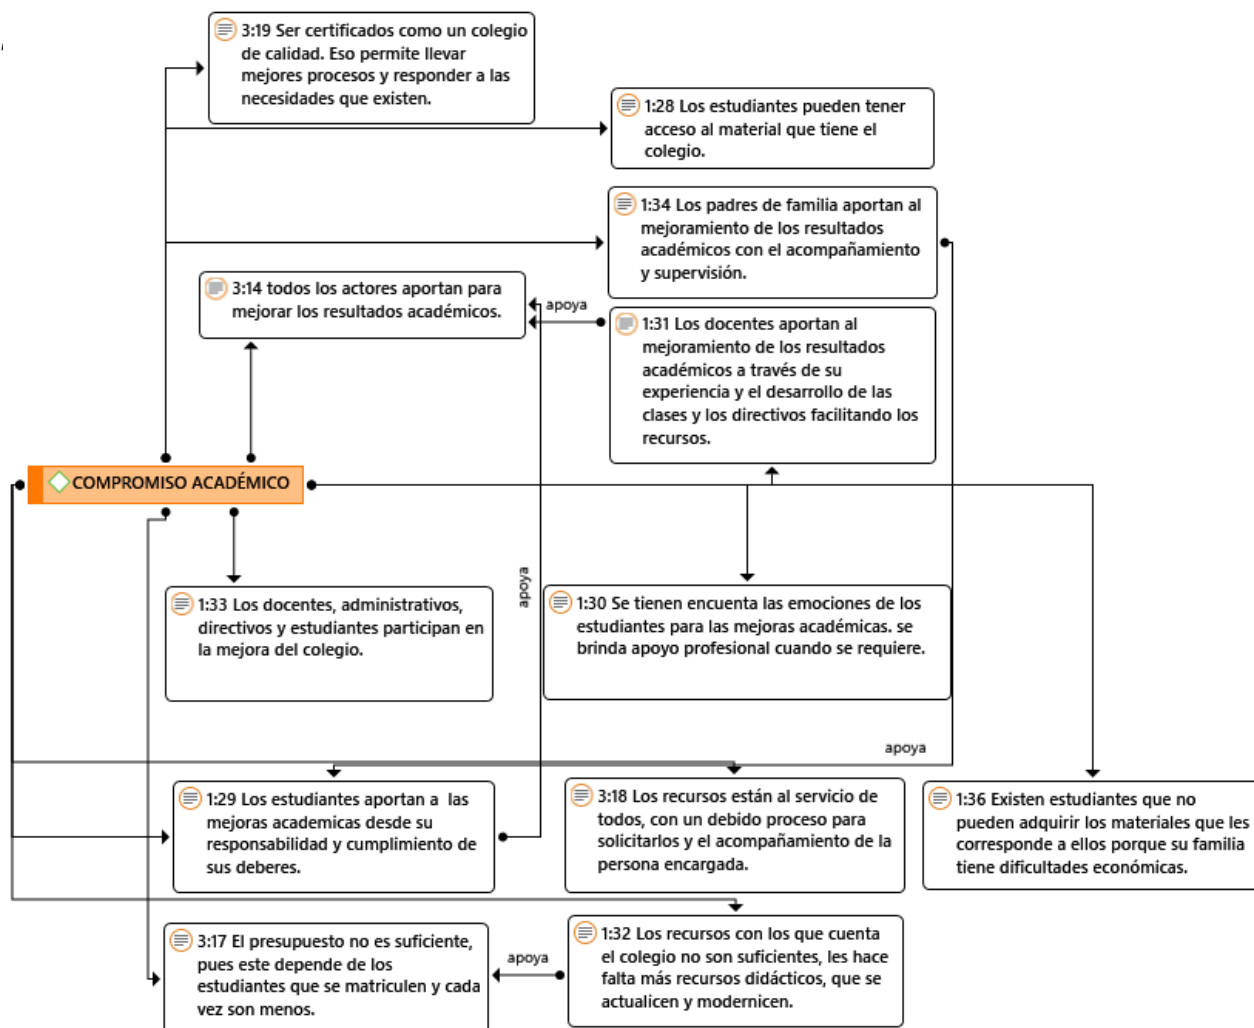 3:19 Ser certificados como un colegio
de calidad. Eso permite llevar
mejores procesos y responder a las
necesidades que existen.
1:28 Los estudiantes pueden tener
acceso al material que tiene el
colegio.
1:34 Los padres de familia aportan al
mejoramiento de los resultados
académicos con el acompañamiento
y supervisión.
3:14 todos los actores aportan para
mejorar los resultados académicos.
apoya
1:31 Los docentes aportan al
mejoramiento de los resultados
académicos a través de su
experiencia y el desarrollo de las
clases y los directivos facilitando los
recursos.
COMPROMISO ACADÉMICO
1:33 Los docentes, administrativos,
directivos y estudiantes participan en
la mejora del colegio.
apoya
1:30 Se tienen encuenta las emociones de los
estudiantes para las mejoras académicas. se
brinda apoyo profesional cuando se requiere.
apoya
1:29 Los estudiantes aportan a las
mejoras academicas desde su
responsabilidad y cumplimiento de
sus deberes.
3:18 Los recursos están al servicio de
todos, con un debido proceso para
solicitarlos y el acompañamiento de la
persona encargada.
1:36 Existen estudiantes que no
pueden adquirir los materiales que les
corresponde a ellos porque su familia
tiene dificultades económicas.
3:17 El presupuesto no es suficiente,
pues este depende de los
estudiantes que se matriculen y cada
vez son menos.
apoya
1:32 Los recursos con los que cuenta
el colegio no son suficientes, les hace
falta más recursos didácticos, que se
actualicen y modernicen.